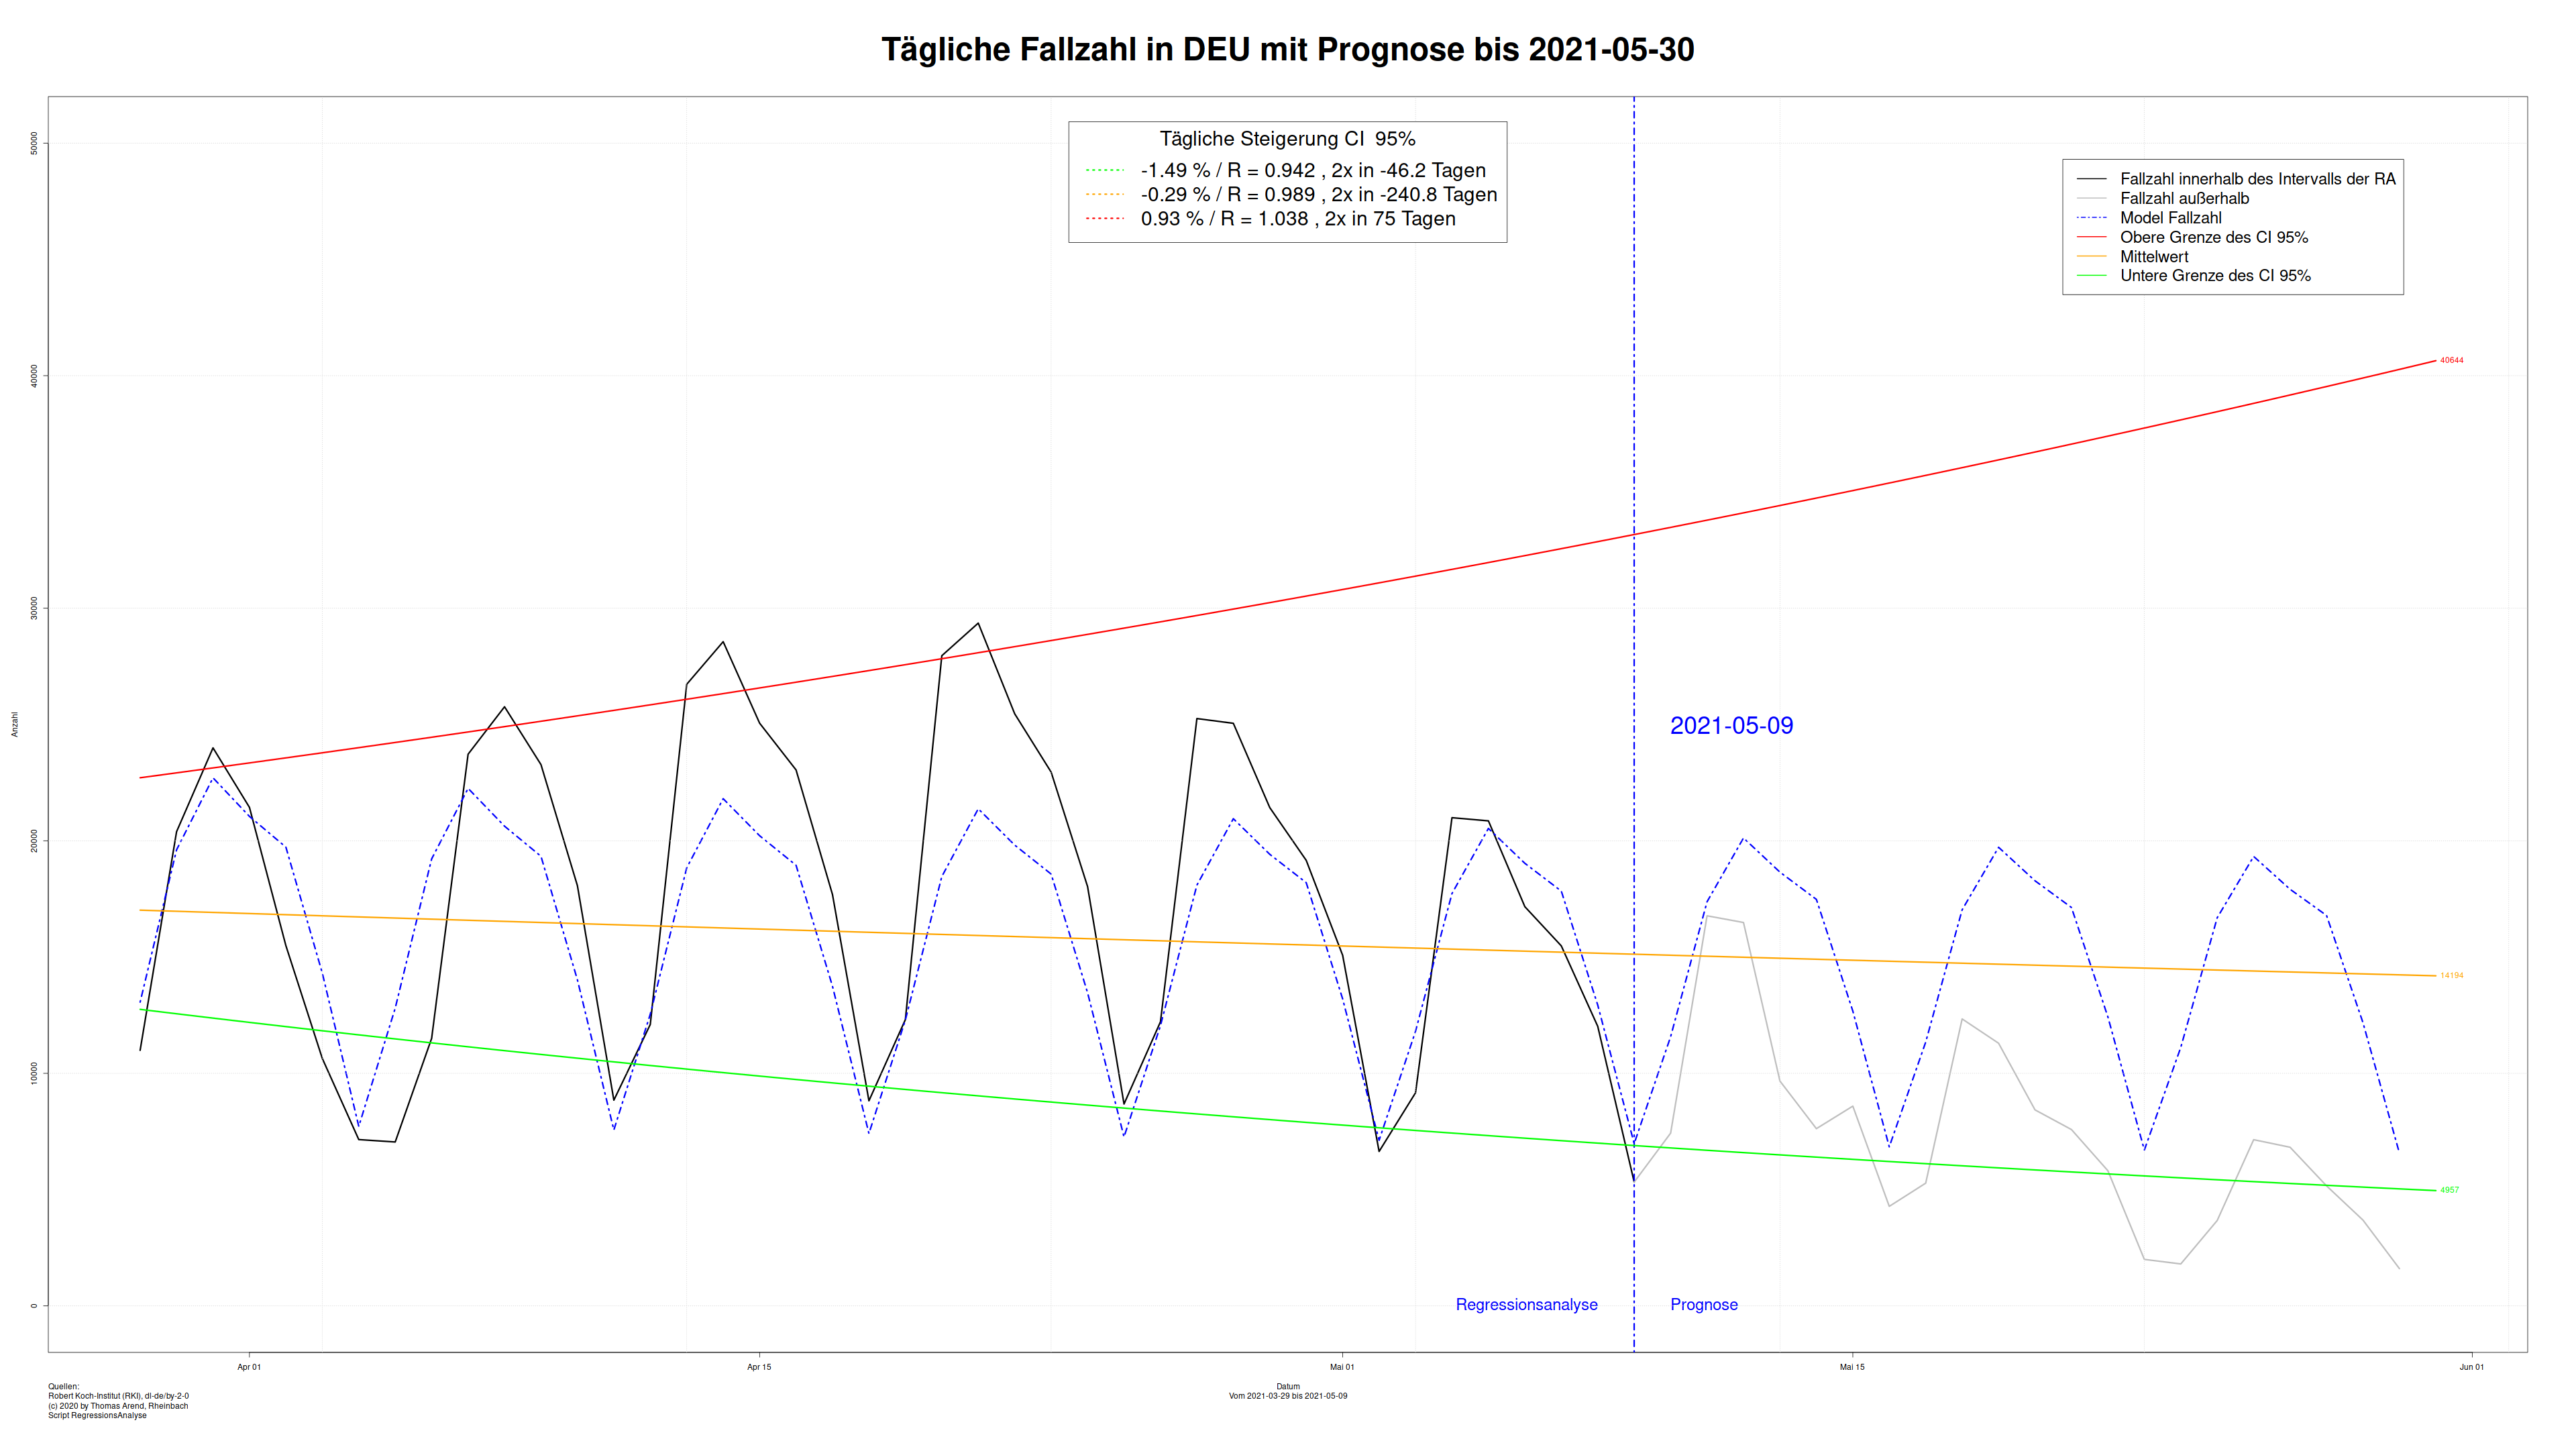 Tägliche Fallzahl in DEU mit Prognose bis 2021-05-30
Tägliche Steigerung CI  95%
-1.49 % / R = 0.942 , 2x in -46.2 Tagen
-0.29 % / R = 0.989 , 2x in -240.8 Tagen
0.93 % / R = 1.038 , 2x in 75 Tagen
Fallzahl innerhalb des Intervalls der RA
Fallzahl außerhalb
Model Fallzahl
Obere Grenze des CI 95%
Mittelwert
Untere Grenze des CI 95%
50000
40000
30000
20000
10000
0
Anzahl
40644
2021-05-09
14194
4957
Regressionsanalyse
Prognose
Apr 01
Apr 15
Mai 01
Mai 15
Jun 01
Datum
Vom 2021-03-29 bis 2021-05-09
Quellen:
Robert Koch-Institut (RKI), dl-de/by-2-0
(c) 2020 by Thomas Arend, Rheinbach
Script RegressionsAnalyse